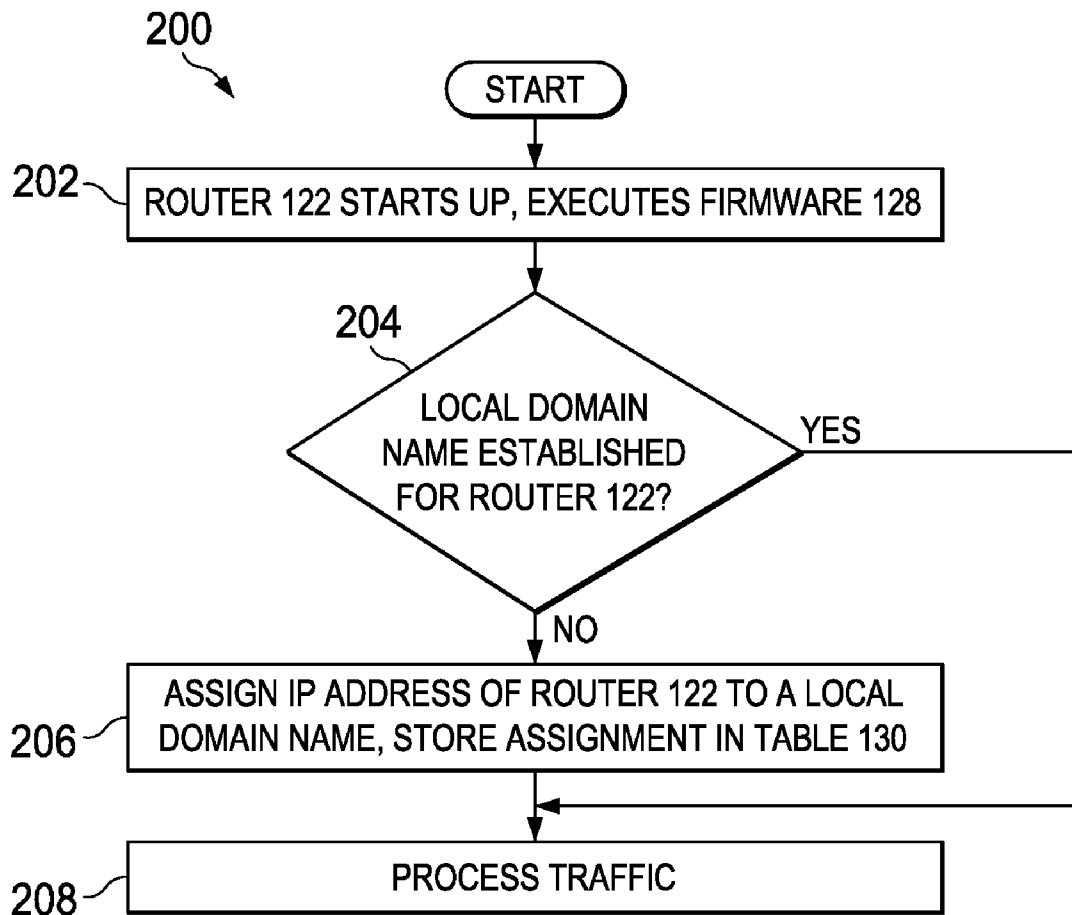 200
START
202
ROUTER 122 STARTS UP, EXECUTES FIRMWARE 128
204
LOCAL DOMAIN
NAME ESTABLISHED
FOR ROUTER 122?
YES
NO
206
ASSIGN IP ADDRESS OF ROUTER 122 TO A LOCAL
DOMAIN NAME, STORE ASSIGNMENT IN TABLE 130
208
PROCESS TRAFFIC